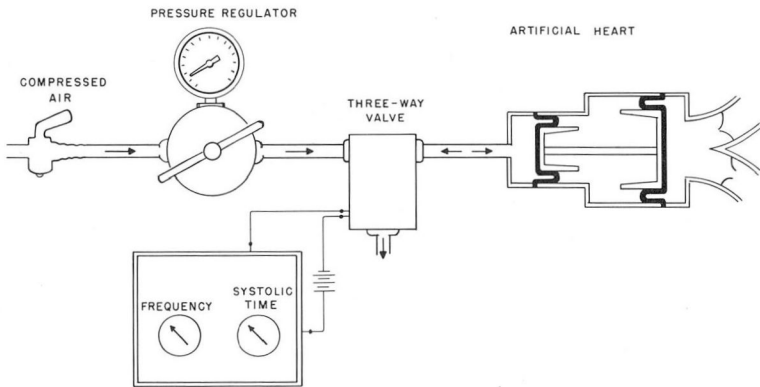 PRESSURE REGULATOR
ARTIFICIAL HEART
COMPRESSED
AIR
THREE-WAY
VALVE
FREQUENCY
SYSTOLIC
TIME